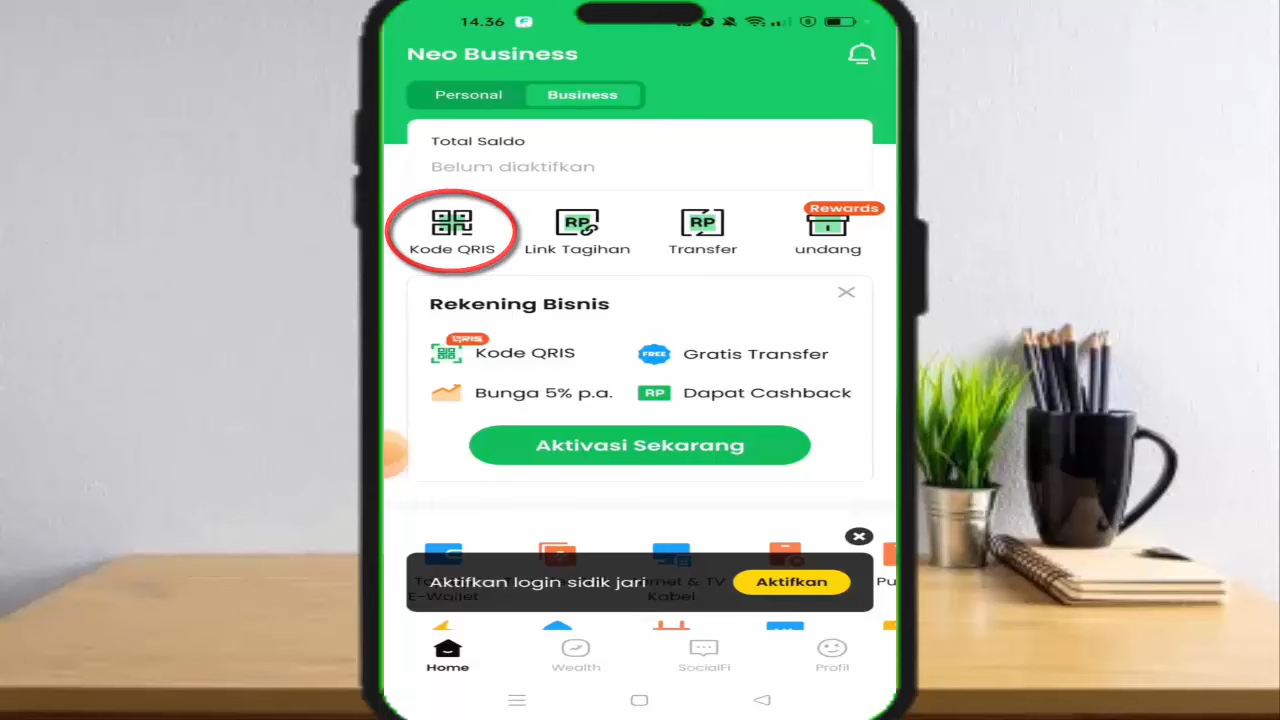 14.36
Neo Business
Personal
Business
Total Saldo
Belum diaktifkan
Kode QRIS
RP
Link Tagihan
RP
Transfer
Rewards
undang
Rekening Bisnis
QRIS
Kode QRIS
FREE
Gratis Transfer
Bunga 5% p.a.
RP
Dapat Cashback
Aktivasi Sekarang
Aktifkan login sidik jari
Aktifkan
E-Wallet
& TV
Kabel
Home
Wealth
SocialFi
Profil